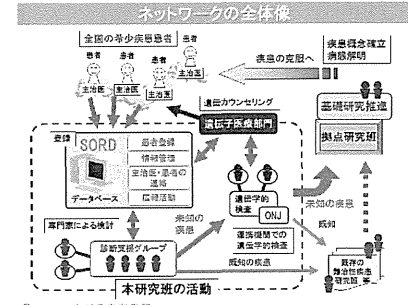 ネットワークの全体像
全国の希少疾患患者
患者
患者
患者
患者
主治医
主治医
主治医
主治医
疾患の克服へ
疾患概念確立
病態解明
基礎研究推進
拠点研究班
遺伝カウンセリング
遺伝子医療部門
登録
SORD
データベース
患者登録
情報管理
主治医・患者の
連絡
広報活動
専門家による検討
診断支援グループ
未知の
疾患
遺伝学的
検査
ONJ
連携機関での
遺伝学的検査
未知の疾患
既知
既知の疾患
既存の
難治性疾患
研究班 等
本研究班の活動